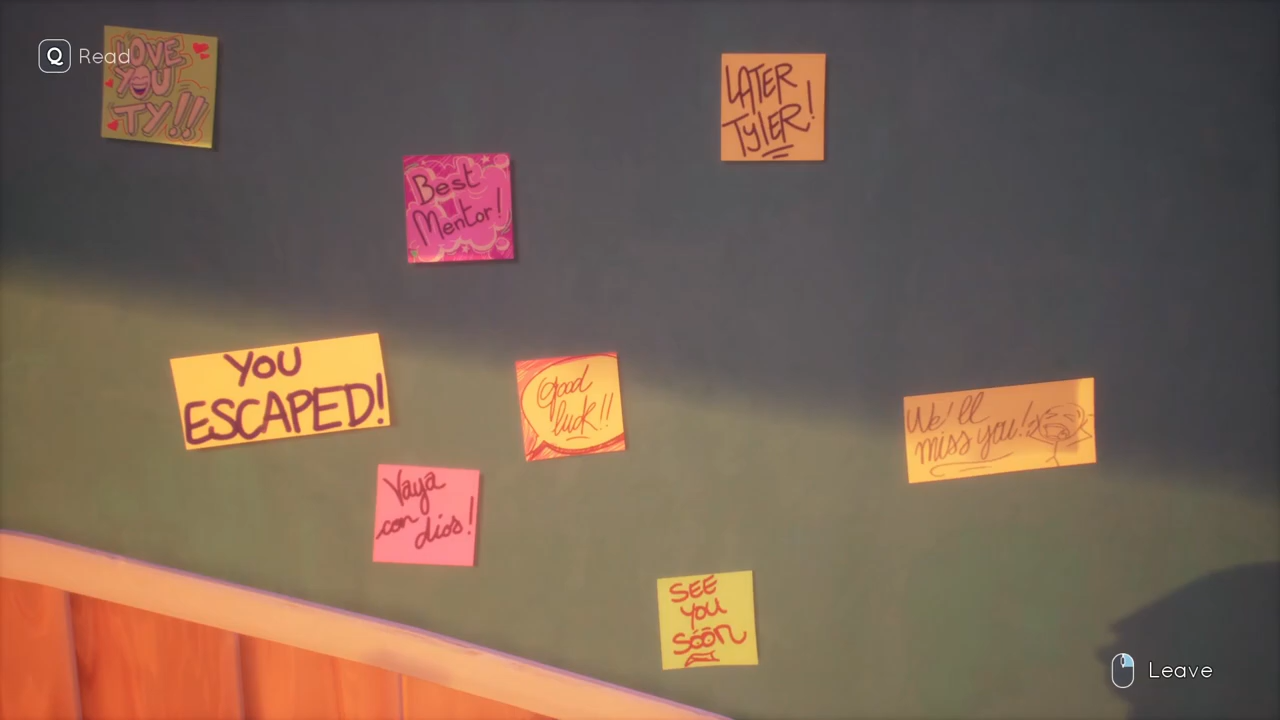 Q Read
LOVE
YOU
TY!!
LATER
TYLER!
Best
Mentor!
YOU
ESCAPED!
Good
luck!!
We'll
miss you!
Vaya
con dios!
SEE
YOU
SOON
Leave